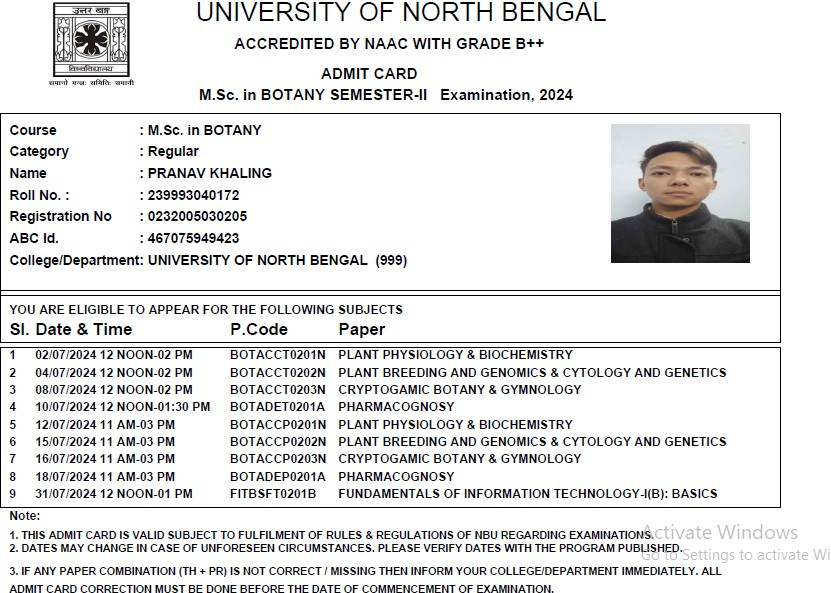 উত্তর বঙ্গ
বিশ্ববিদ্যালয়
समानो मन्त्रः समितिः समानी
UNIVERSITY OF NORTH BENGAL
ACCREDITED BY NAAC WITH GRADE B++
ADMIT CARD
M.Sc. in BOTANY SEMESTER-II Examination, 2024
Course : M.Sc. in BOTANY
Category : Regular
Name : PRANAV KHALING
Roll No. : : 239993040172
Registration No : 0232005030205
ABC Id. : 467075949423
College/Department: UNIVERSITY OF NORTH BENGAL (999)
YOU ARE ELIGIBLE TO APPEAR FOR THE FOLLOWING SUBJECTS
Sl. Date & Time P.Code Paper
1 02/07/2024 12 NOON-02 PM BOTACCT0201N PLANT PHYSIOLOGY & BIOCHEMISTRY
2 04/07/2024 12 NOON-02 PM BOTACCT0202N PLANT BREEDING AND GENOMICS & CYTOLOGY AND GENETICS
3 08/07/2024 12 NOON-02 PM BOTACCT0203N CRYPTOGAMIC BOTANY & GYMNOLOGY
4 10/07/2024 12 NOON-01:30 PM BOTADET0201A PHARMACOGNOSY
5 12/07/2024 11 AM-03 PM BOTACCP0201N PLANT PHYSIOLOGY & BIOCHEMISTRY
6 15/07/2024 11 AM-03 PM BOTACCP0202N PLANT BREEDING AND GENOMICS & CYTOLOGY AND GENETICS
7 16/07/2024 11 AM-03 PM BOTACCP0203N CRYPTOGAMIC BOTANY & GYMNOLOGY
8 18/07/2024 11 AM-03 PM BOTADEP0201A PHARMACOGNOSY
9 31/07/2024 12 NOON-01 PM FITBSFT0201B FUNDAMENTALS OF INFORMATION TECHNOLOGY-I(B): BASICS
Note:
1. THIS ADMIT CARD IS VALID SUBJECT TO FULFILMENT OF RULES & REGULATIONS OF NBU REGARDING EXAMINATIONS.
2. DATES MAY CHANGE IN CASE OF UNFORESEEN CIRCUMSTANCES. PLEASE VERIFY DATES WITH THE PROGRAM PUBLISHED.
3. IF ANY PAPER COMBINATION (TH + PR) IS NOT CORRECT / MISSING THEN INFORM YOUR COLLEGE/DEPARTMENT IMMEDIATELY. ALL
ADMIT CARD CORRECTION MUST BE DONE BEFORE THE DATE OF COMMENCEMENT OF EXAMINATION.
Activate Windows
Go to Settings to activate Wi